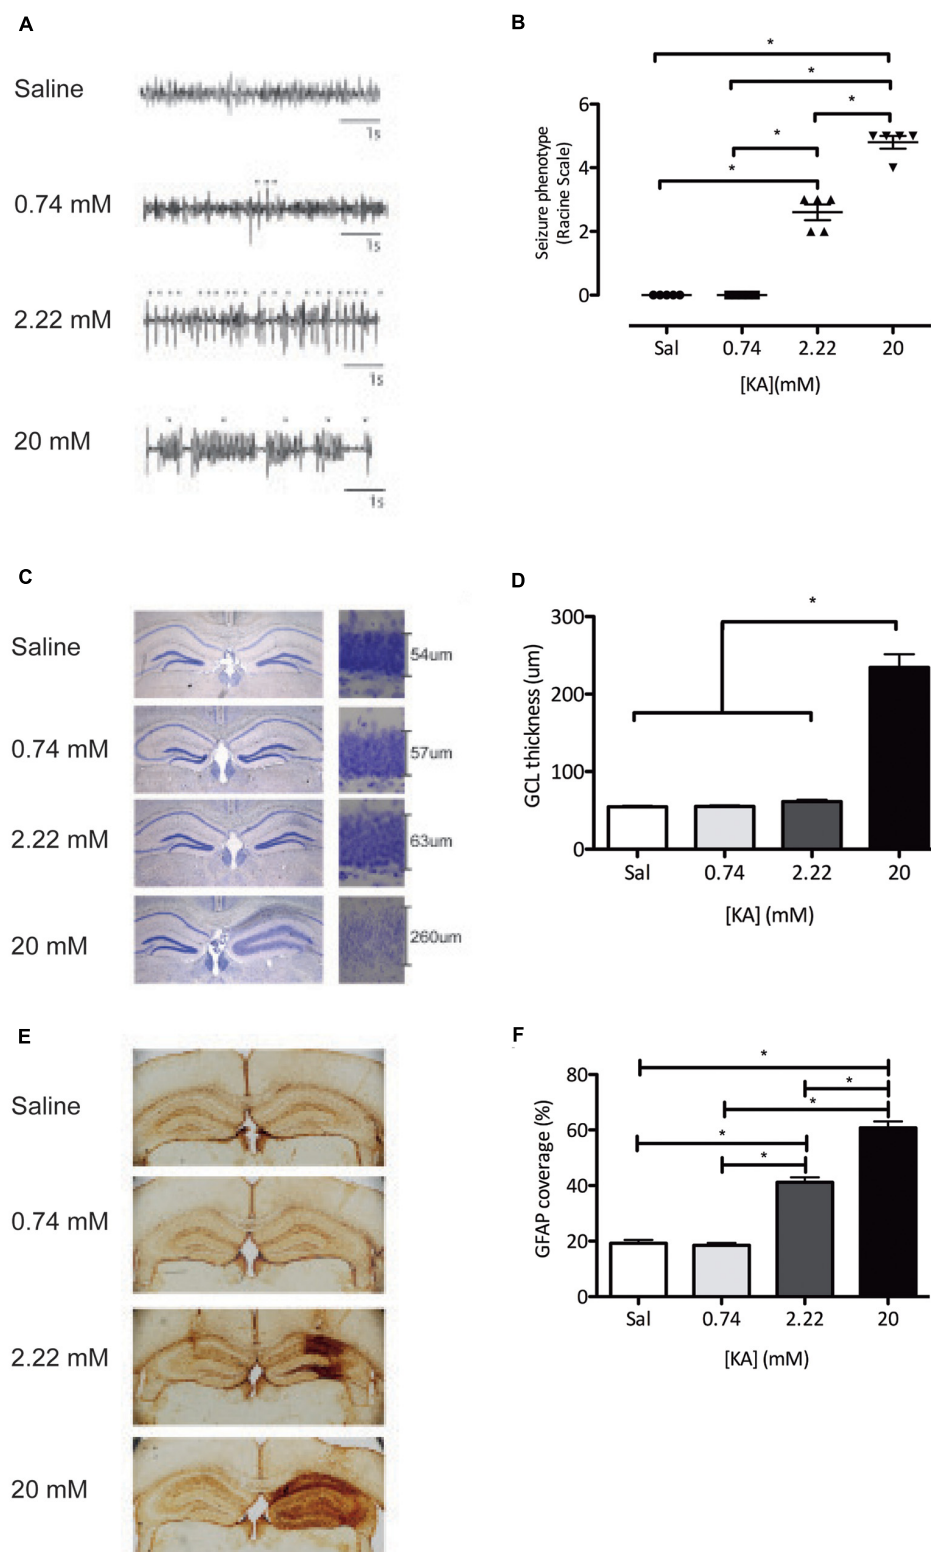 A
Saline
1s
0.74 mM
* * *
1s
2.22 mM
1s
20 mM
1s
B
*
*
*
*
*
Seizure phenotype
(Racine Scale)
6
4
2
0
Sal 0.74 2.22 20
[KA](mM)
C
Saline
54um
0.74 mM
57um
2.22 mM
63um
20 mM
260um
D
*
GCL thickness (um)
300
200
100
0
Sal 0.74 2.22 20
[KA] (mM)
E
Saline
0.74 mM
2.22 mM
20 mM
F
*
*
*
*
*
GFAP coverage (%)
80
60
40
20
0
Sal 0.74 2.22 20
[KA] (mM)